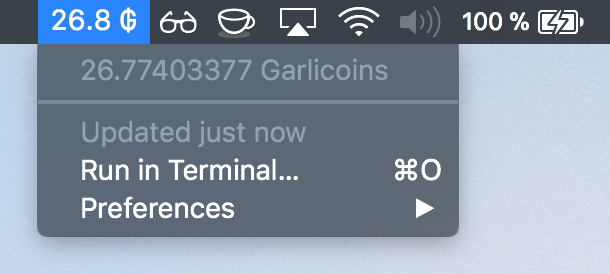 26.8 ₲ 100 %
26.77403377 Garlicoins
Updated just now
Run in Terminal... ⌘O
Preferences ▶